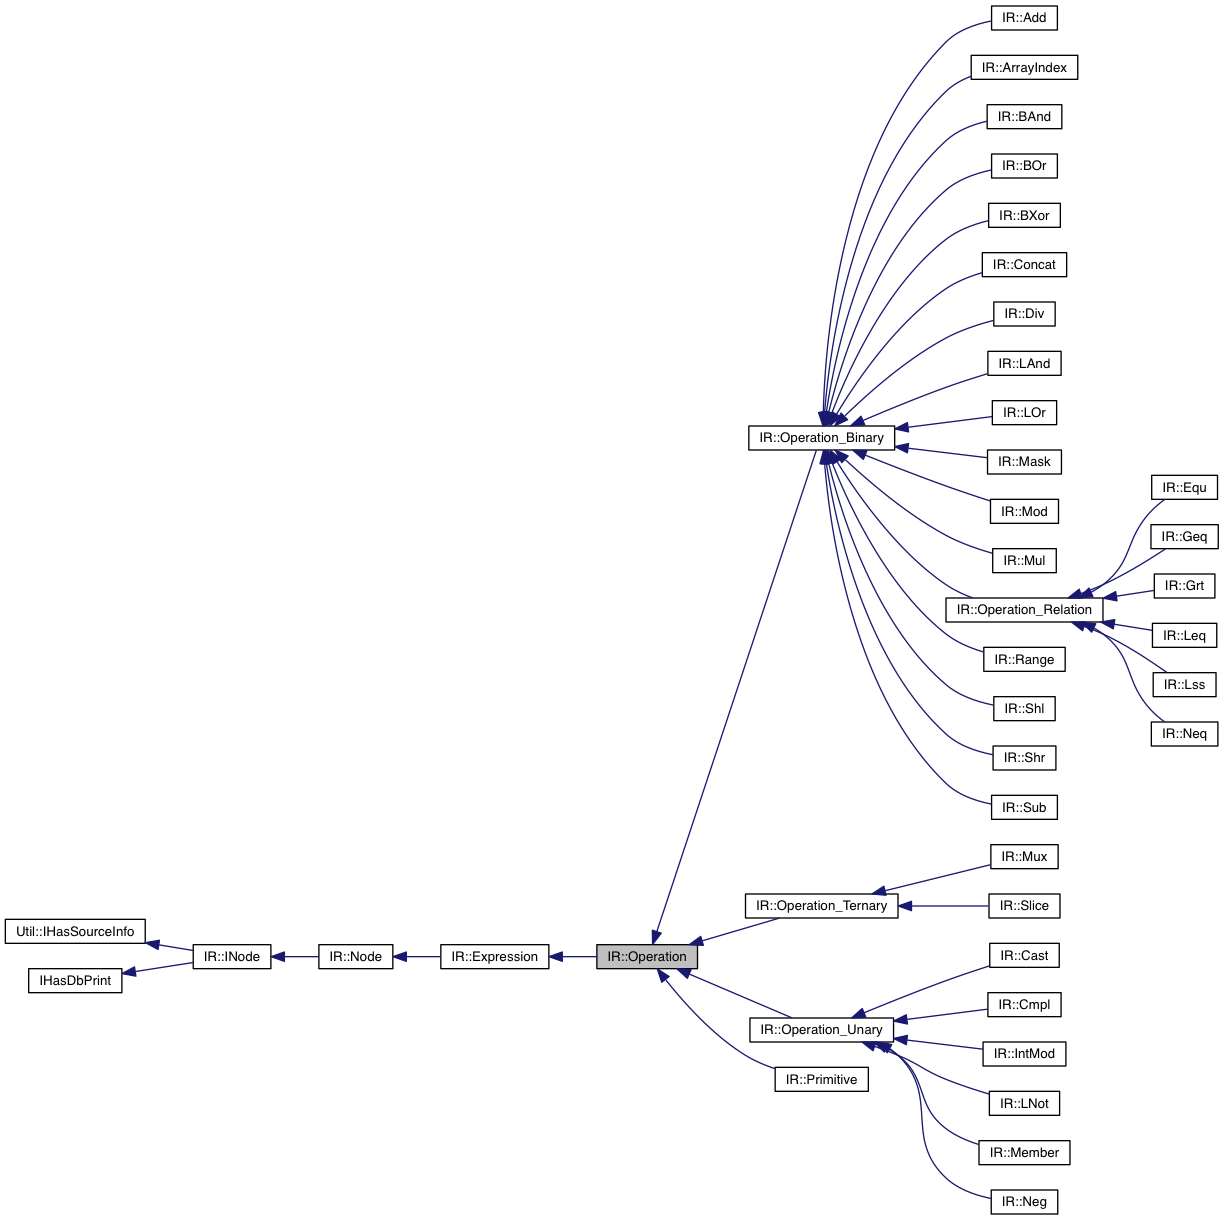 IR::Add
IR::ArrayIndex
IR::BAnd
IR::BOr
IR::BXor
IR::Concat
IR::Div
IR::LAnd
IR::LOr
IR::Operation_Binary
IR::Mask
IR::Equ
IR::Mod
IR::Geq
IR::Mul
IR::Grt
IR::Operation_Relation
IR::Leq
IR::Range
IR::Lss
IR::Shl
IR::Neq
IR::Shr
IR::Sub
IR::Mux
IR::Operation_Ternary
IR::Slice
Util::IHasSourceInfo
IR::INode
IR::Node
IR::Expression
IR::Operation
IR::Cast
IHasDbPrint
IR::Cmpl
IR::Operation_Unary
IR::IntMod
IR::Primitive
IR::LNot
IR::Member
IR::Neg